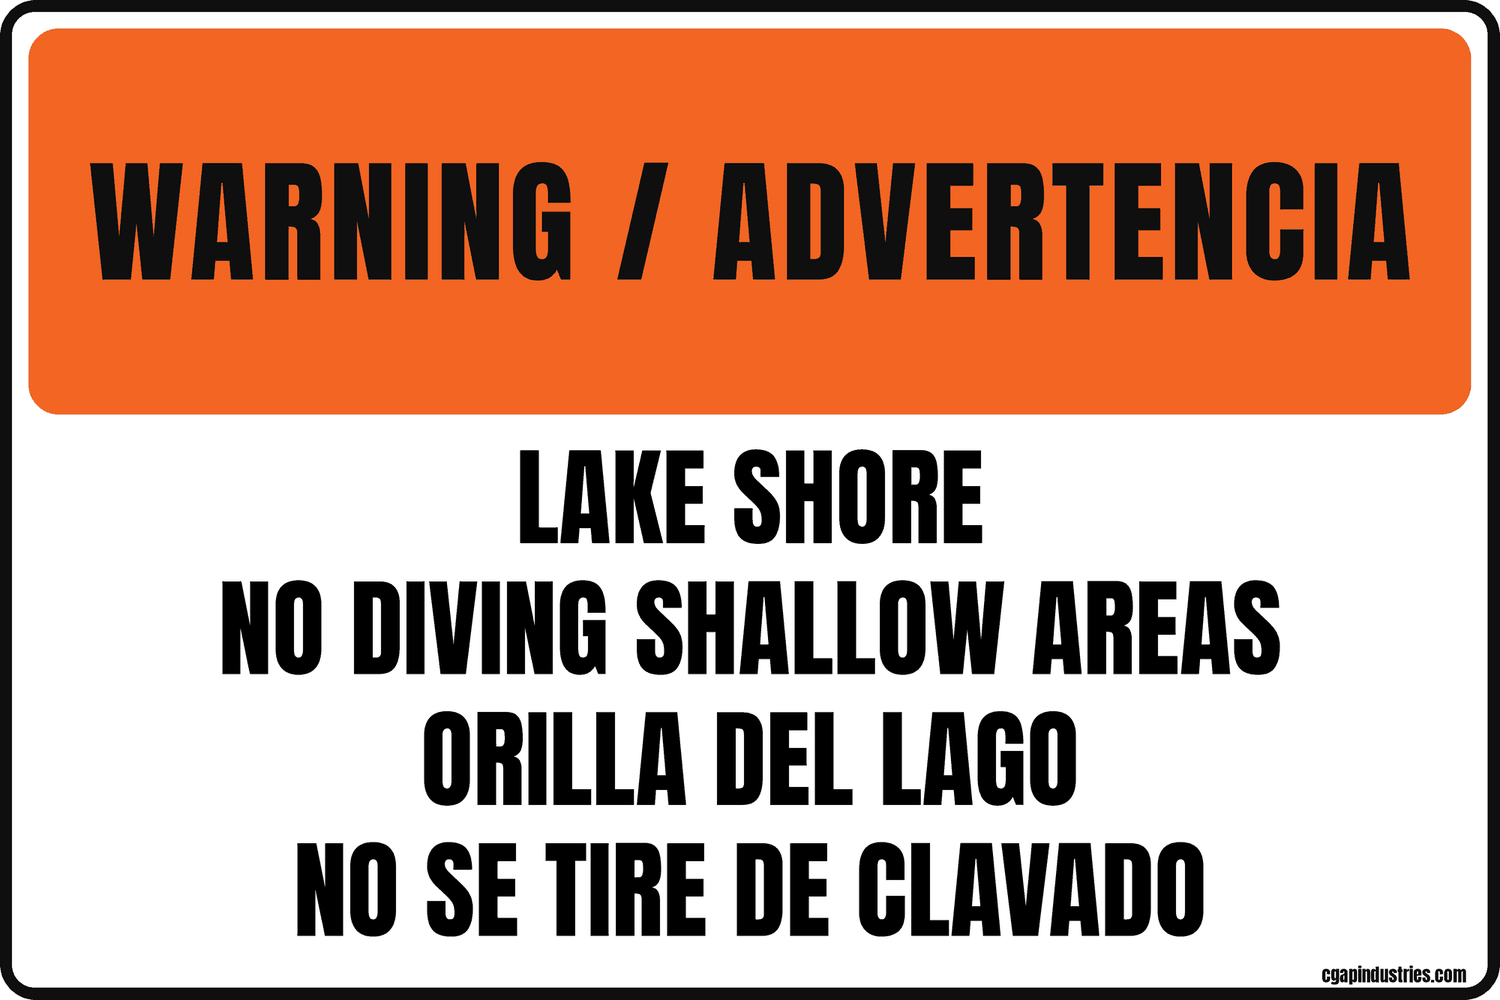 WARNING / ADVERTENCIA
LAKE SHORE
NO DIVING SHALLOW AREAS
ORILLA DEL LAGO
NO SE TIRE DE CLAVADO
cgapindustries.com